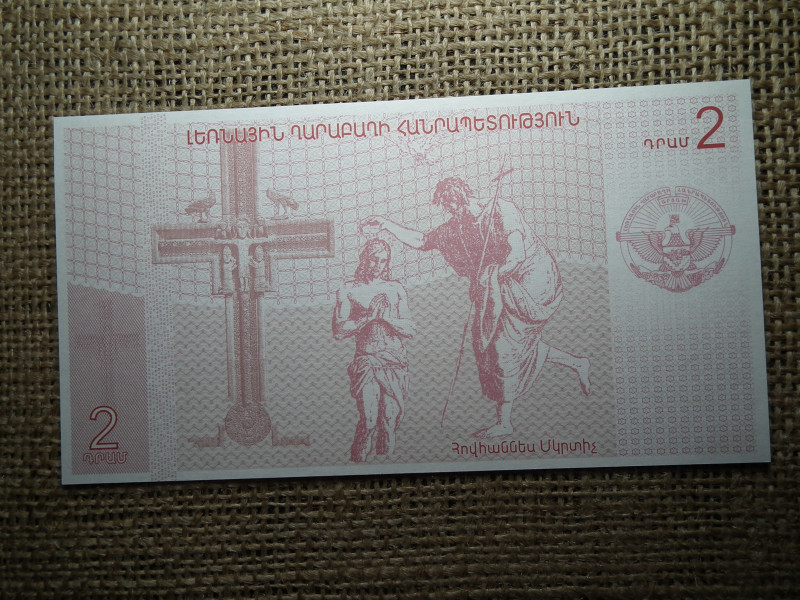 ԼԵՌՆԱՅԻՆ ՂԱՐԱԲԱՂԻ ՀԱՆՐԱՊԵՏՈՒԹՅՈՒՆ
ԴՐԱՄ 2
2
ԴՐԱՄ
Հովհաննես Մկրտիչ